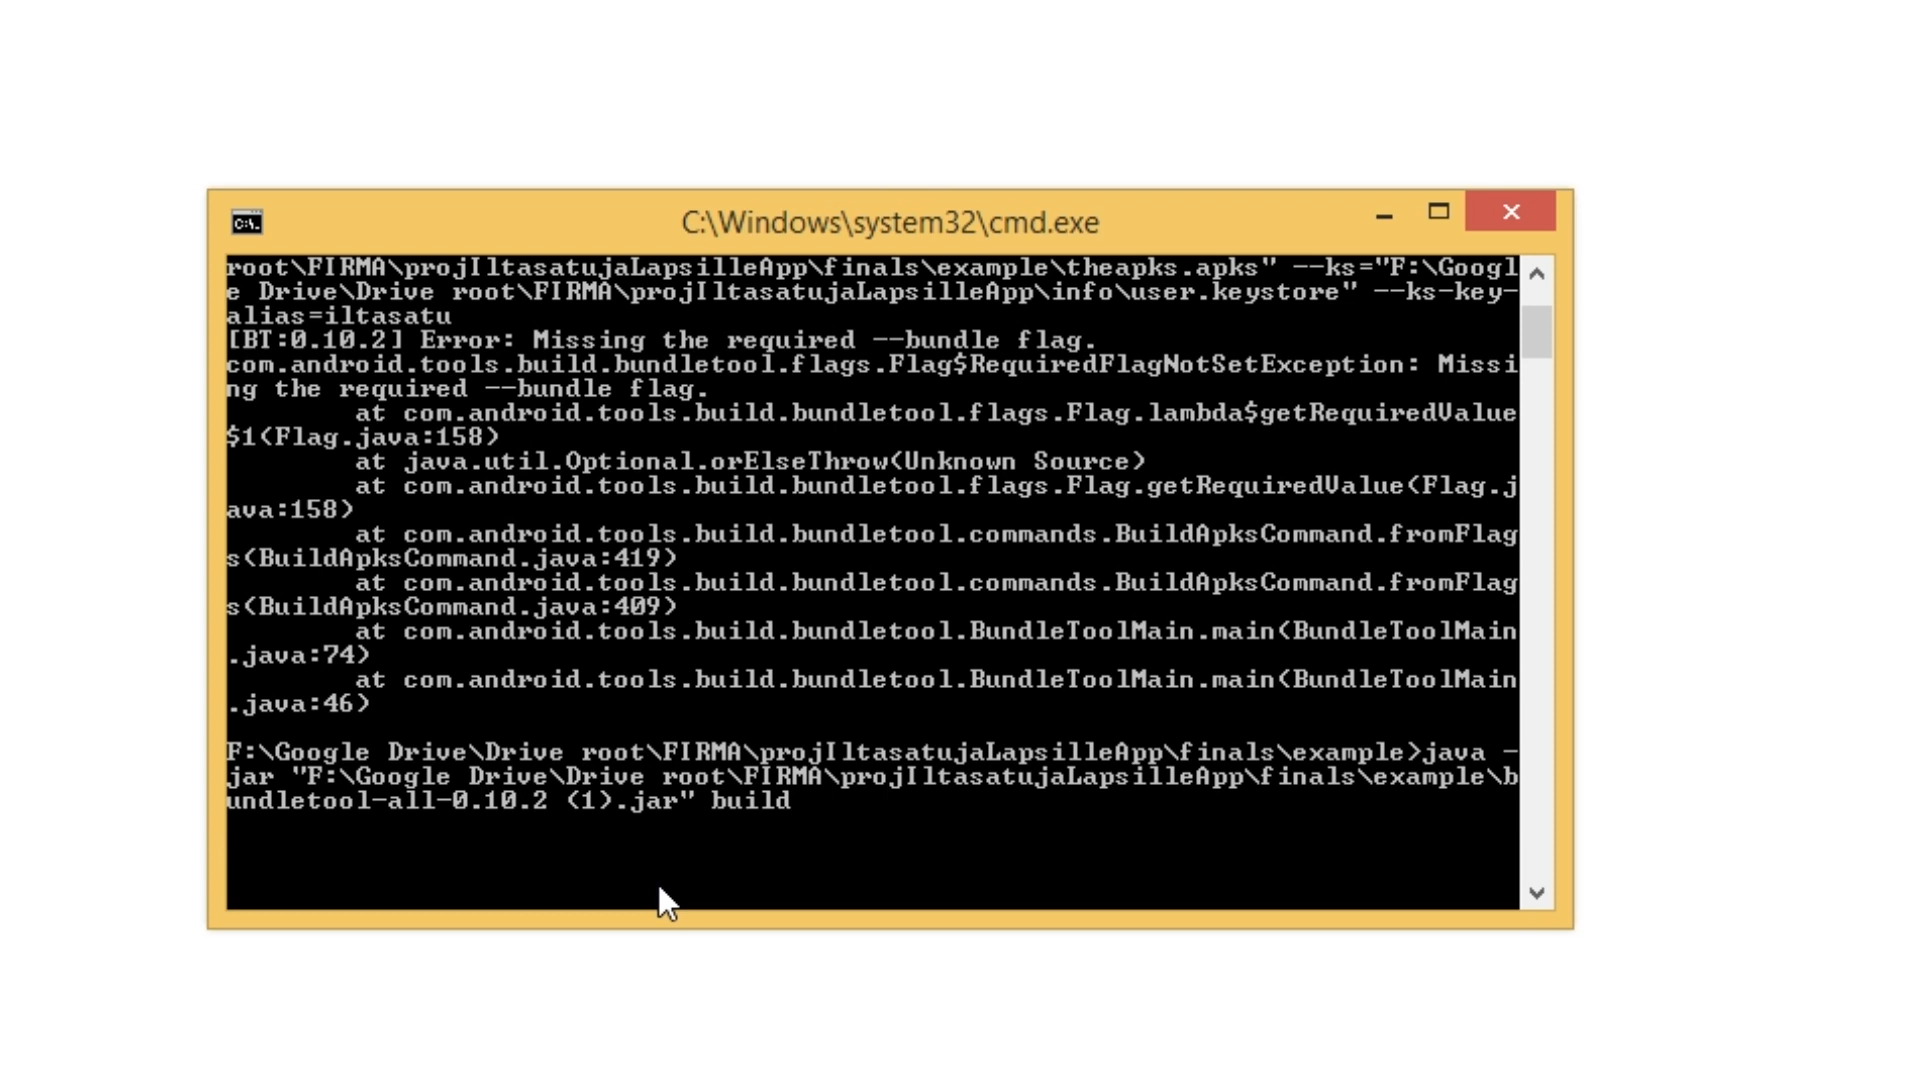 C:\Windows\system32\cmd.exe
root\FIRMA\projIltasatujaLapsilleApp\finals\example\theapks.apks" --ks="F:\Googl
e Drive\Drive root\FIRMA\projIltasatujaLapsilleApp\info\user.keystore" --ks-key-
alias=iltasatu
[BT:0.10.2] Error: Missing the required --bundle flag.
com.android.tools.build.bundletool.flags.Flag$RequiredFlagNotSetException: Missi
ng the required --bundle flag.
at com.android.tools.build.bundletool.flags.Flag.lambda$getRequiredValue
$1(Flag.java:158)
at java.util.Optional.orElseThrow(Unknown Source)
at com.android.tools.build.bundletool.flags.Flag.getRequiredValue(Flag.j
ava:158)
at com.android.tools.build.bundletool.commands.BuildApksCommand.fromFlag
s(BuildApksCommand.java:419)
at com.android.tools.build.bundletool.commands.BuildApksCommand.fromFlag
s(BuildApksCommand.java:409)
at com.android.tools.build.bundletool.BundleToolMain.main(BundleToolMain
.java:74)
at com.android.tools.build.bundletool.BundleToolMain.main(BundleToolMain
.java:46)
F:\Google Drive\Drive root\FIRMA\projIltasatujaLapsilleApp\finals\example>java -
jar "F:\Google Drive\Drive root\FIRMA\projIltasatujaLapsilleApp\finals\example\b
undletool-all-0.10.2 (1).jar" build